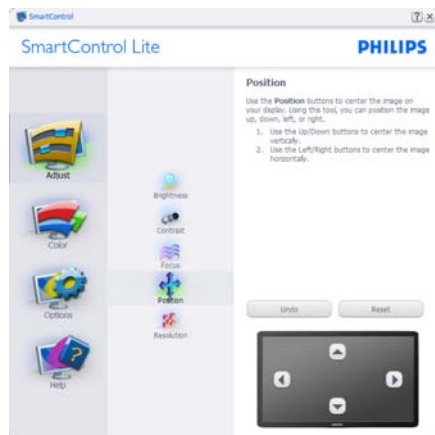 SmartControl
SmartControl Lite
PHILIPS
Adjust
Color
Options
Help
Brightness
Contrast
Focus
Position
Resolution
Position
Use the Position buttons to center the image on
your display. Using this tool, you can position the image
up, down, left, or right.
1. Use the Up/Down buttons to center the image
vertically.
2. Use the Left/Right buttons to center the image
horizontally.
Undo
Reset